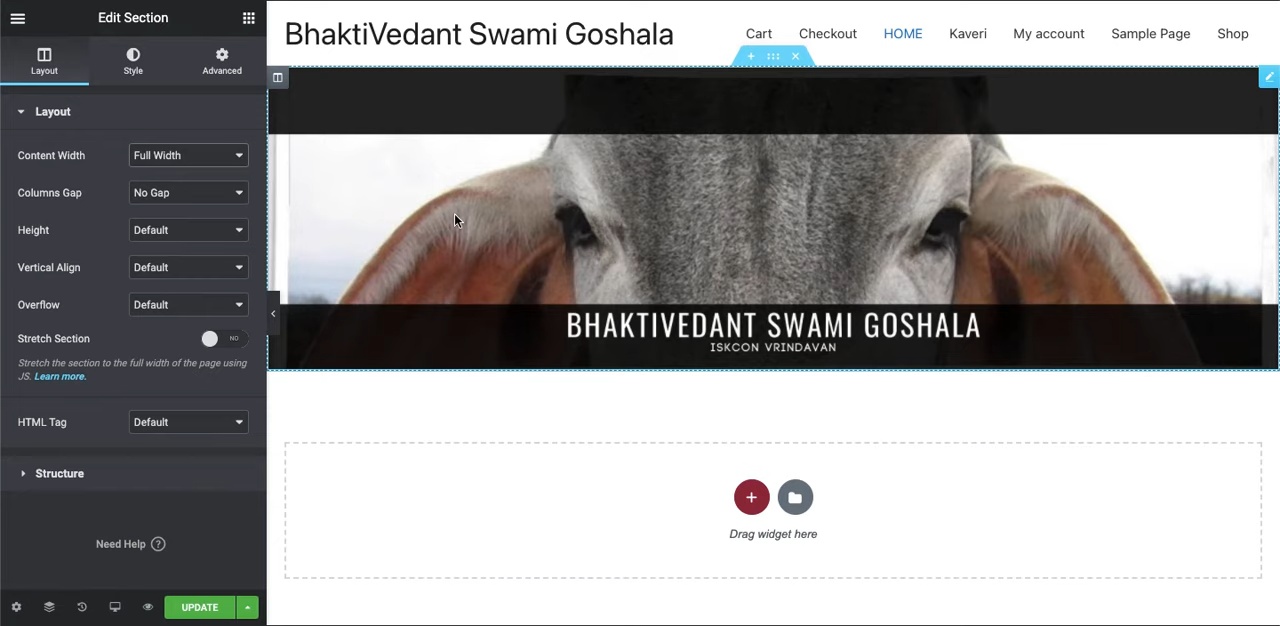 Edit Section
Layout
Style
Advanced
Layout
Content Width
Full Width
Columns Gap
No Gap
Height
Default
Vertical Align
Default
Overflow
Default
Stretch Section
NO
Stretch the section to the full width of the page using
JS. Learn more.
HTML Tag
Default
Structure
Need Help
UPDATE
BhaktiVedant Swami Goshala
Cart
Checkout
HOME
Kaveri
My account
Sample Page
Shop
BHAKTIVEDANT SWAMI GOSHALA
ISKCON VRINDAVAN
Drag widget here